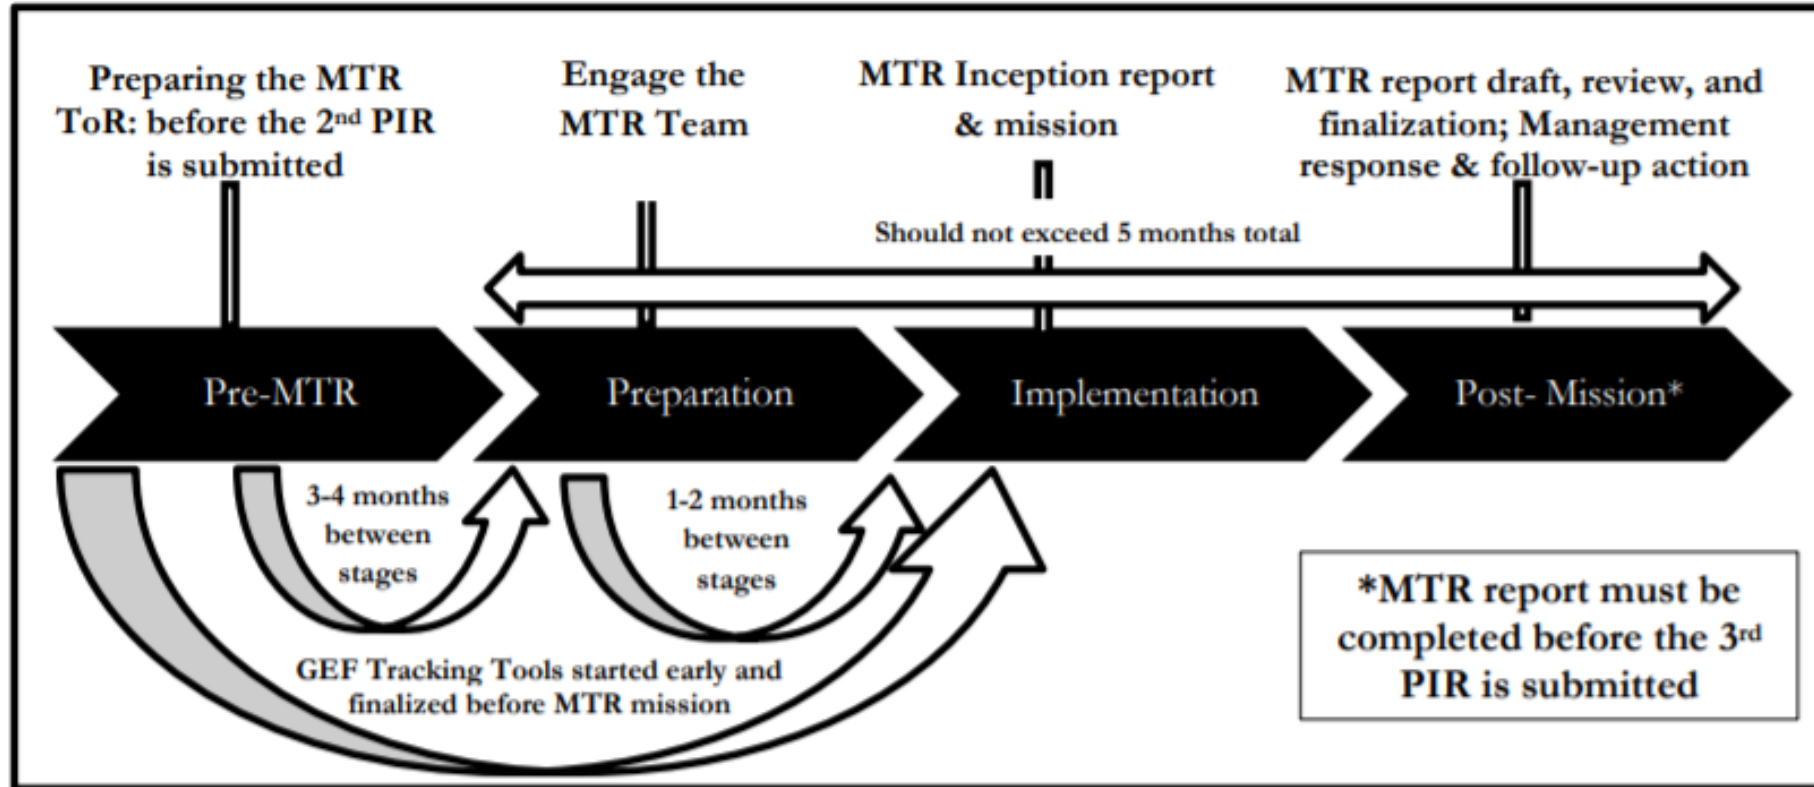 Preparing the MTR
ToR: before the 2nd PIR
is submitted
Engage the
MTR Team
MTR Inception report
& mission
MTR report draft, review, and
finalization; Management
response & follow-up action
Should not exceed 5 months total
Pre-MTR
Preparation
Implementation
Post- Mission*
3-4 months
between
stages
1-2 months
between
stages
GEF Tracking Tools started early and
finalized before MTR mission
*MTR report must be
completed before the 3rd
PIR is submitted